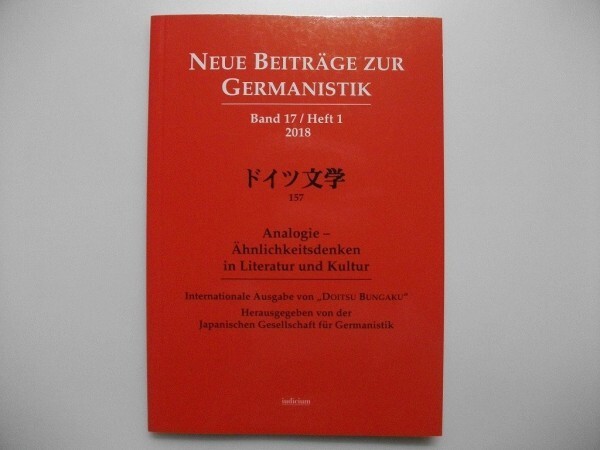 NEUE BEITRÄGE ZUR
GERMANISTIK
Band 17 / Heft 1
2018
ドイツ文学
157
Analogie –
Ähnlichkeitsdenken
in Literatur und Kultur
Internationale Ausgabe von „DOITSU BUNGAKU“
Herausgegeben von der
Japanischen Gesellschaft für Germanistik
iudicium